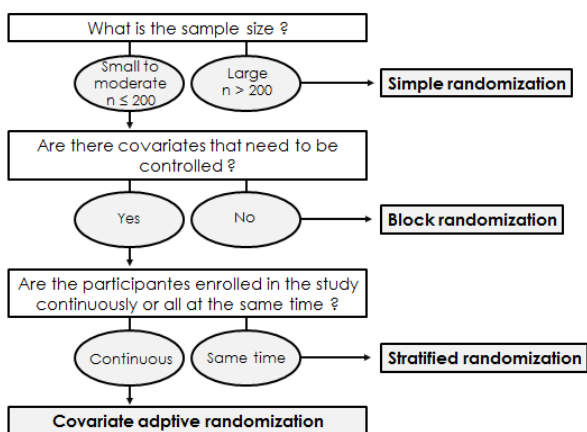 What is the sample size ?
Small to
moderate
n ≤ 200
Large
n > 200
Simple randomization
Are there covariates that need to be
controlled ?
Yes
No
Block randomization
Are the participantes enrolled in the study
continuously or all at the same time ?
Continuous
Same time
Stratified randomization
Covariate adptive randomization